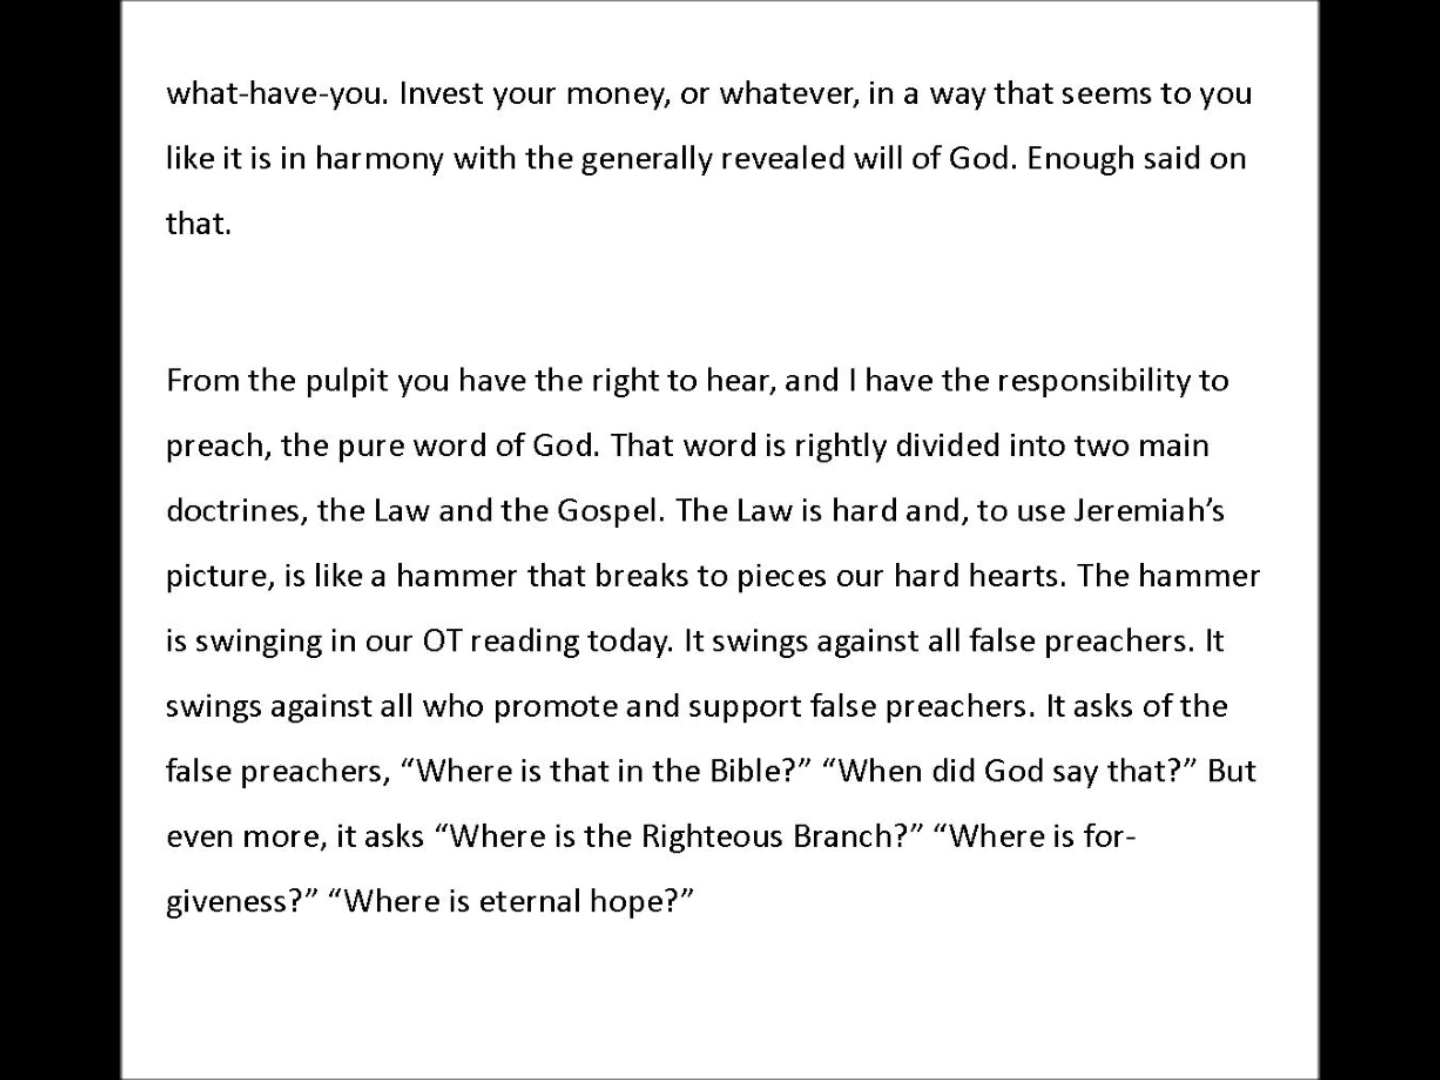 what-have-you. Invest your money, or whatever, in a way that seems to you
like it is in harmony with the generally revealed will of God. Enough said on
that.
From the pulpit you have the right to hear, and I have the responsibility to
preach, the pure word of God. That word is rightly divided into two main
doctrines, the Law and the Gospel. The Law is hard and, to use Jeremiah’s
picture, is like a hammer that breaks to pieces our hard hearts. The hammer
is swinging in our OT reading today. It swings against all false preachers. It
swings against all who promote and support false preachers. It asks of the
false preachers, “Where is that in the Bible?” “When did God say that?” But
even more, it asks “Where is the Righteous Branch?” “Where is for-
giveness?” “Where is eternal hope?”